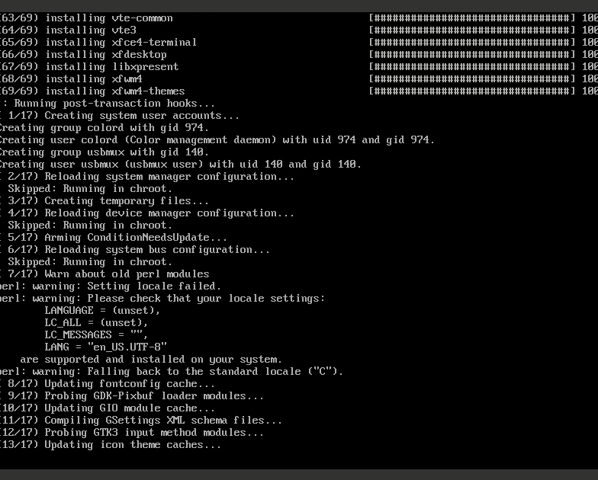 63/69) installing vte-common [################################] 100
64/69) installing vte3 [################################] 100
65/69) installing xfce4-terminal [################################] 100
66/69) installing xfdesktop [################################] 100
67/69) installing libxpresent [################################] 100
68/69) installing xfwm4 [################################] 100
69/69) installing xfwm4-themes [################################] 100
: Running post-transaction hooks...
( 1/17) Creating system user accounts...
Creating group colord with gid 974.
Creating user colord (Color management daemon) with uid 974 and gid 974.
Creating group usbmux with gid 140.
Creating user usbmux (usbmux user) with uid 140 and gid 140.
( 2/17) Reloading system manager configuration...
Skipped: Running in chroot.
( 3/17) Creating temporary files...
( 4/17) Reloading device manager configuration...
Skipped: Running in chroot.
( 5/17) Arming ConditionNeedsUpdate...
( 6/17) Reloading system bus configuration...
Skipped: Running in chroot.
( 7/17) Warn about old perl modules
perl: warning: Setting locale failed.
perl: warning: Please check that your locale settings:
LANGUAGE = (unset),
LC_ALL = (unset),
LC_MESSAGES = "",
LANG = "en_US.UTF-8"
are supported and installed on your system.
perl: warning: Falling back to the standard locale ("C").
( 8/17) Updating fontconfig cache...
( 9/17) Probing GDK-Pixbuf loader modules...
(10/17) Updating GIO module cache...
(11/17) Compiling GSettings XML schema files...
(12/17) Probing GTK3 input method modules...
(13/17) Updating icon theme caches...